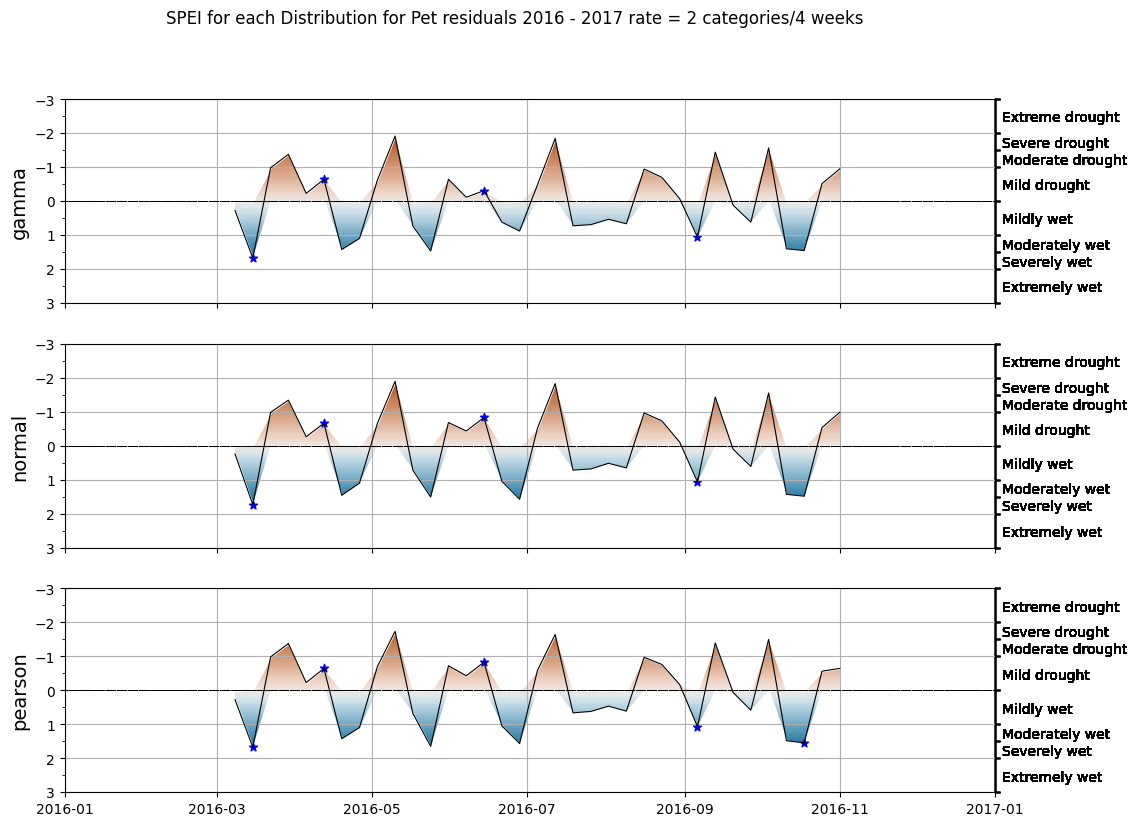 SPEI for each Distribution for Pet residuals 2016 - 2017 rate = 2 categories/4 weeks
gamma
−3
−2
−1
0
1
2
3
Extreme drought
Severe drought
Moderate drought
Mild drought
Mildly wet
Moderately wet
Severely wet
Extremely wet
normal
−3
−2
−1
0
1
2
3
Extreme drought
Severe drought
Moderate drought
Mild drought
Mildly wet
Moderately wet
Severely wet
Extremely wet
pearson
−3
−2
−1
0
1
2
3
Extreme drought
Severe drought
Moderate drought
Mild drought
Mildly wet
Moderately wet
Severely wet
Extremely wet
2016-01 2016-03 2016-05 2016-07 2016-09 2016-11 2017-01